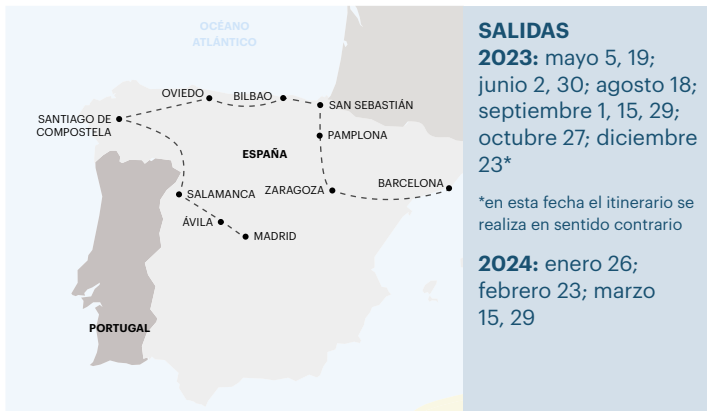 OCÉANO
ATLÁNTICO
OVIEDO
BILBAO
SAN SEBASTIÁN
SANTIAGO DE
COMPOSTELA
PAMPLONA
ESPAÑA
BARCELONA
ZARAGOZA
SALAMANCA
ÁVILA
MADRID
PORTUGAL
SALIDAS
2023: mayo 5, 19;
junio 2, 30; agosto 18;
septiembre 1, 15, 29;
octubre 27; diciembre
23*
*en esta fecha el itinerario se
realiza en sentido contrario
2024: enero 26;
febrero 23; marzo
15, 29